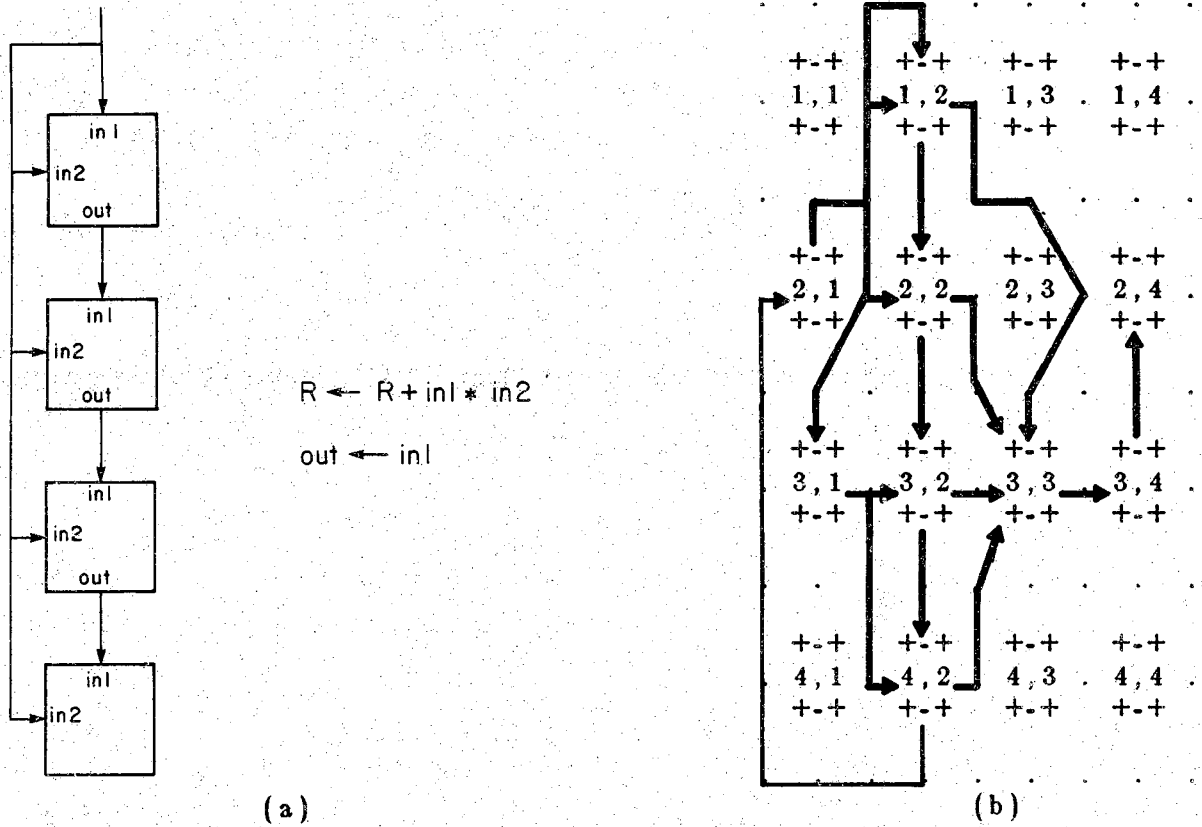 in1
in2
out
in1
in2
out
R ← R + in1 * in2
out ← in1
in1
in2
out
in1
in2
(a)
+-+ +-+ +-+ +-+
1,1 1,2 1,3 1,4
+-+ +-+ +-+ +-+
+-+ +-+ +-+ +-+
2,1 2,2 2,3 2,4
+-+ +-+ +-+ +-+
+-+ +-+ +-+ +-+
3,1 3,2 3,3 3,4
+-+ +-+ +-+ +-+
+-+ +-+ +-+ +-+
4,1 4,2 4,3 4,4
+-+ +-+ +-+ +-+
(b)